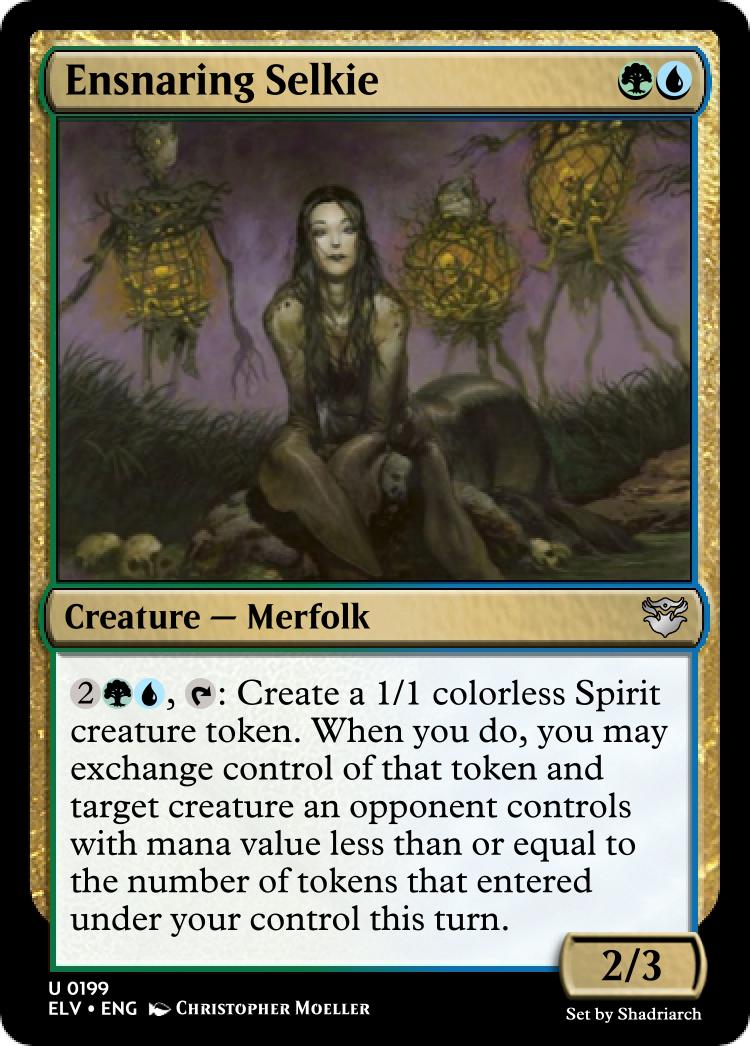 Ensnaring Selkie
Creature — Merfolk
2, : Create a 1/1 colorless Spirit
creature token. When you do, you may
exchange control of that token and
target creature an opponent controls
with mana value less than or equal to
the number of tokens that entered
under your control this turn.
2/3
U 0199
ELV • ENG Christopher Moeller
Set by Shadriarch